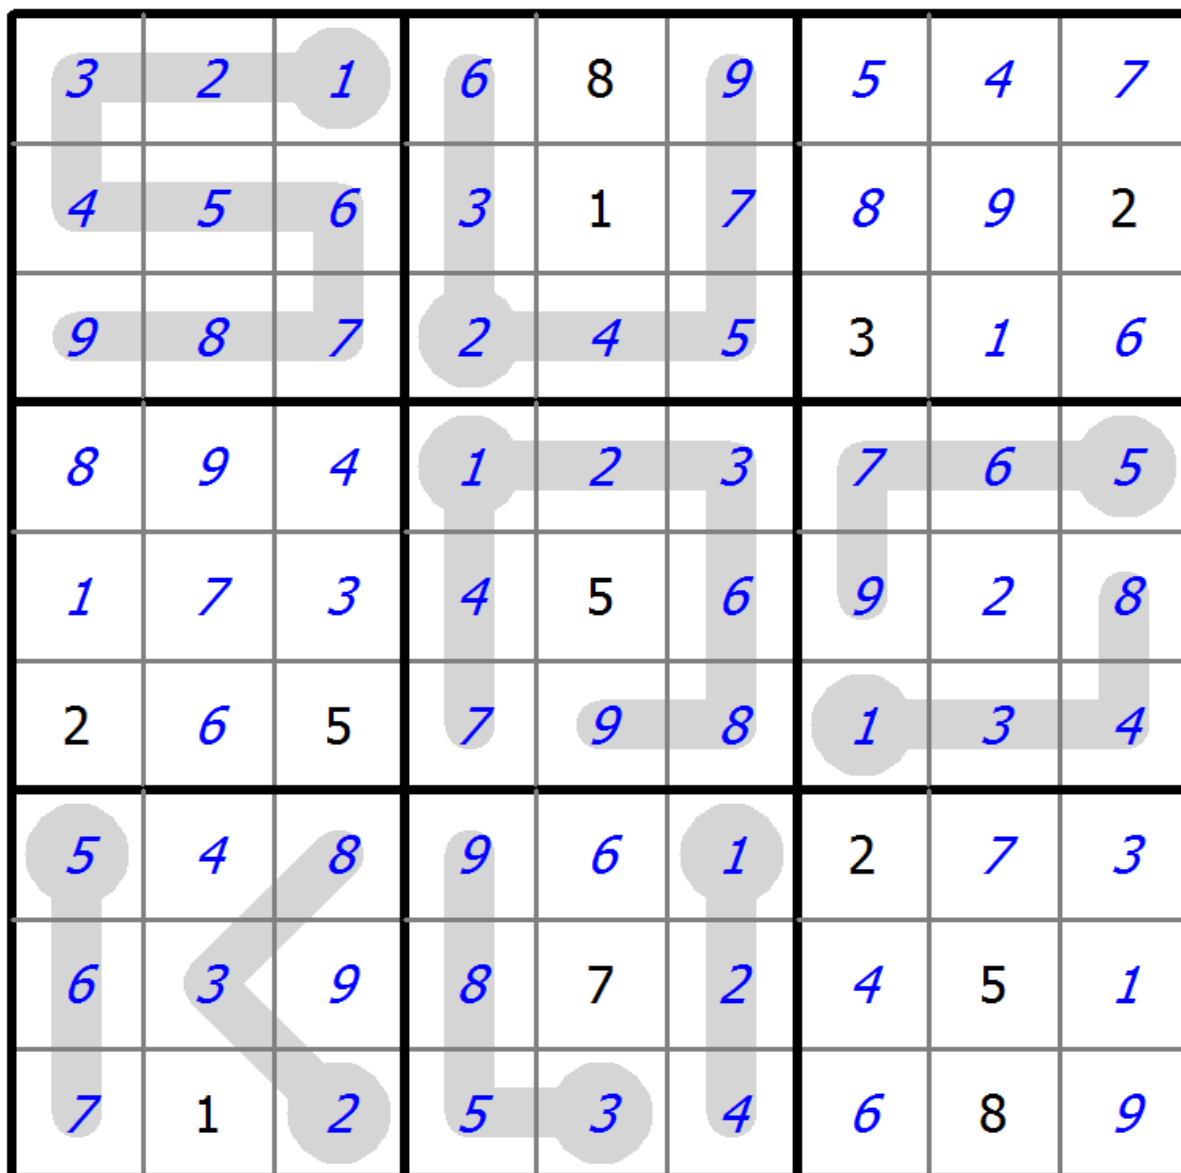 3 2 1 6 8 9 5 4 7
4 5 6 3 1 7 8 9 2
9 8 7 2 4 5 3 1 6
8 9 4 1 2 3 7 6 5
1 7 3 4 5 6 9 2 8
2 6 5 7 9 8 1 3 4
5 4 8 9 6 1 2 7 3
6 3 9 8 7 2 4 5 1
7 1 2 5 3 4 6 8 9